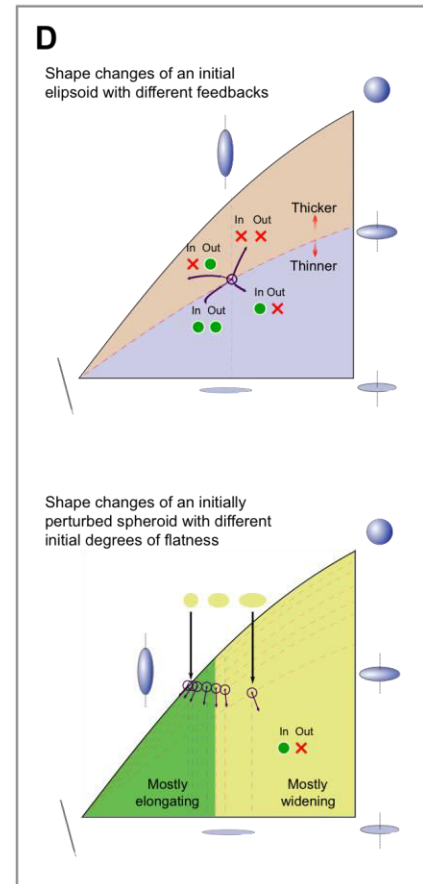 D
Shape changes of an initial
elipsoid with different feedbacks
In Out
Thicker
In Out
Thinner
In Out
In Out
Shape changes of an initially
perturbed spheroid with different
initial degrees of flatness
In Out
Mostly
elongating
Mostly
widening